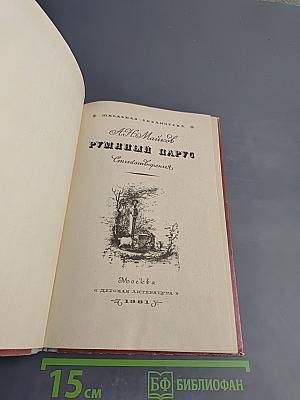 ШКОЛЬНАЯ БИБЛИОТЕКА
А.Н.Майков
РУМЯНЫЙ ПАРУС
Стихотворения
Москва
«ДЕТСКАЯ ЛИТЕРАТУРА»
1981
15 см
БФ БИБЛИОФАН